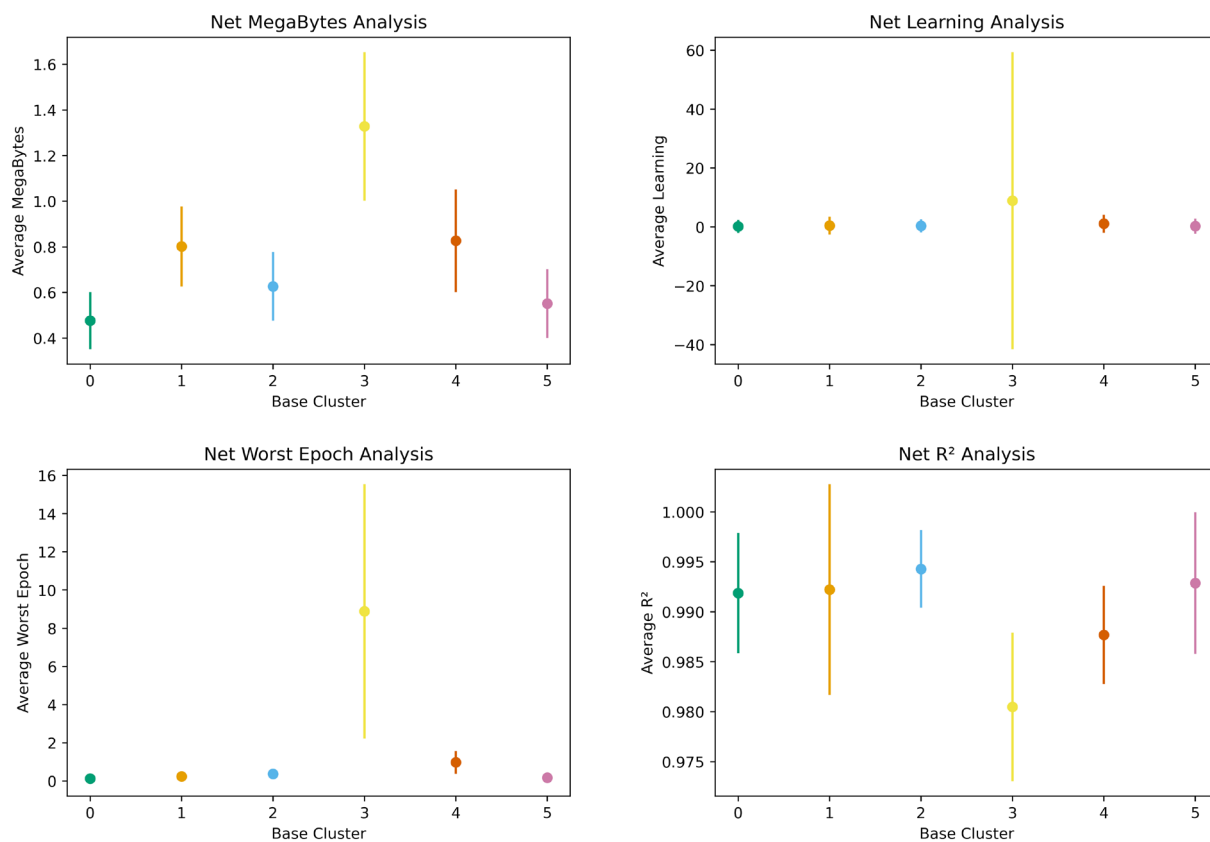 Net MegaBytes Analysis
Average MegaBytes
1.6
1.4
1.2
1.0
0.8
0.6
0.4
0 1 2 3 4 5
Base Cluster
Net Learning Analysis
Average Learning
60
40
20
0
−20
−40
0 1 2 3 4 5
Base Cluster
Net Worst Epoch Analysis
Average Worst Epoch
16
14
12
10
8
6
4
2
0
0 1 2 3 4 5
Base Cluster
Net R² Analysis
Average R²
1.000
0.995
0.990
0.985
0.980
0.975
0 1 2 3 4 5
Base Cluster